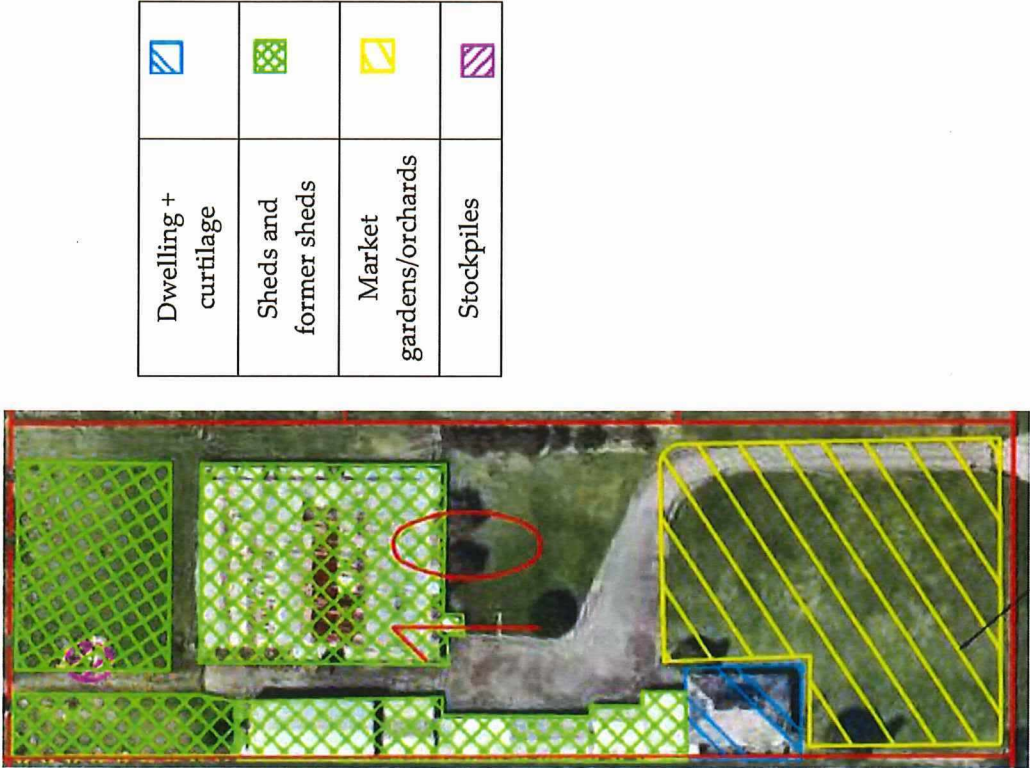 Dwelling +
curtilage
Sheds and
former sheds
Market
gardens/orchards
Stockpiles